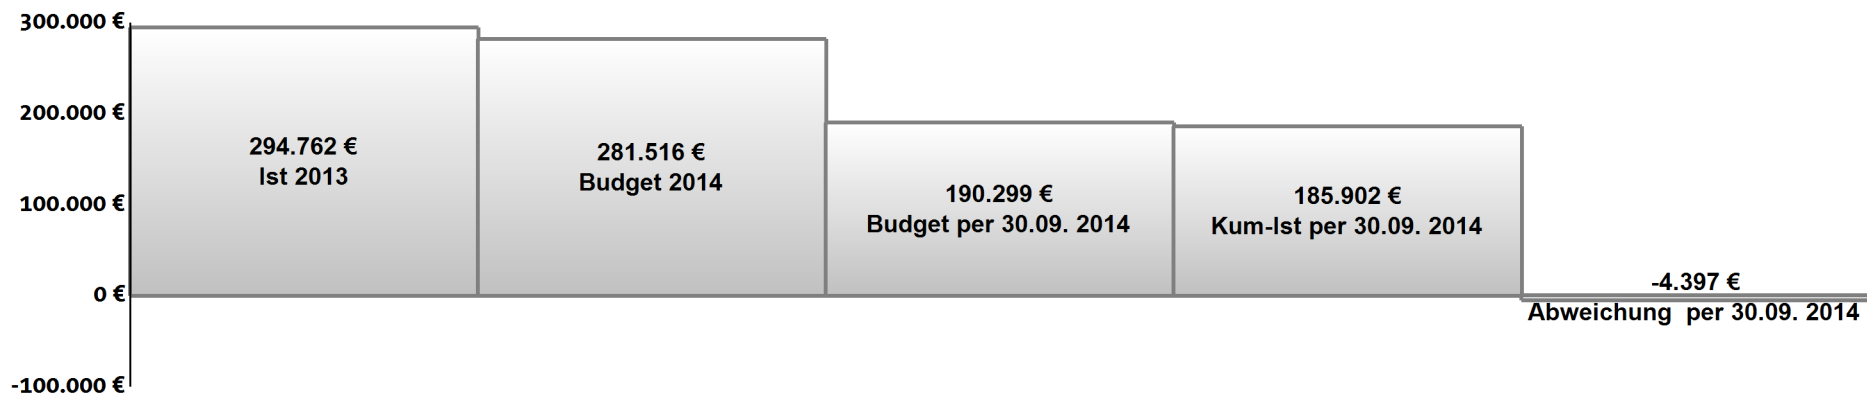 300.000 €
200.000 €
100.000 €
0 €
-100.000 €
294.762 €
Ist 2013
281.516 €
Budget 2014
190.299 €
Budget per 30.09. 2014
185.902 €
Kum-Ist per 30.09. 2014
-4.397 €
Abweichung  per 30.09. 2014